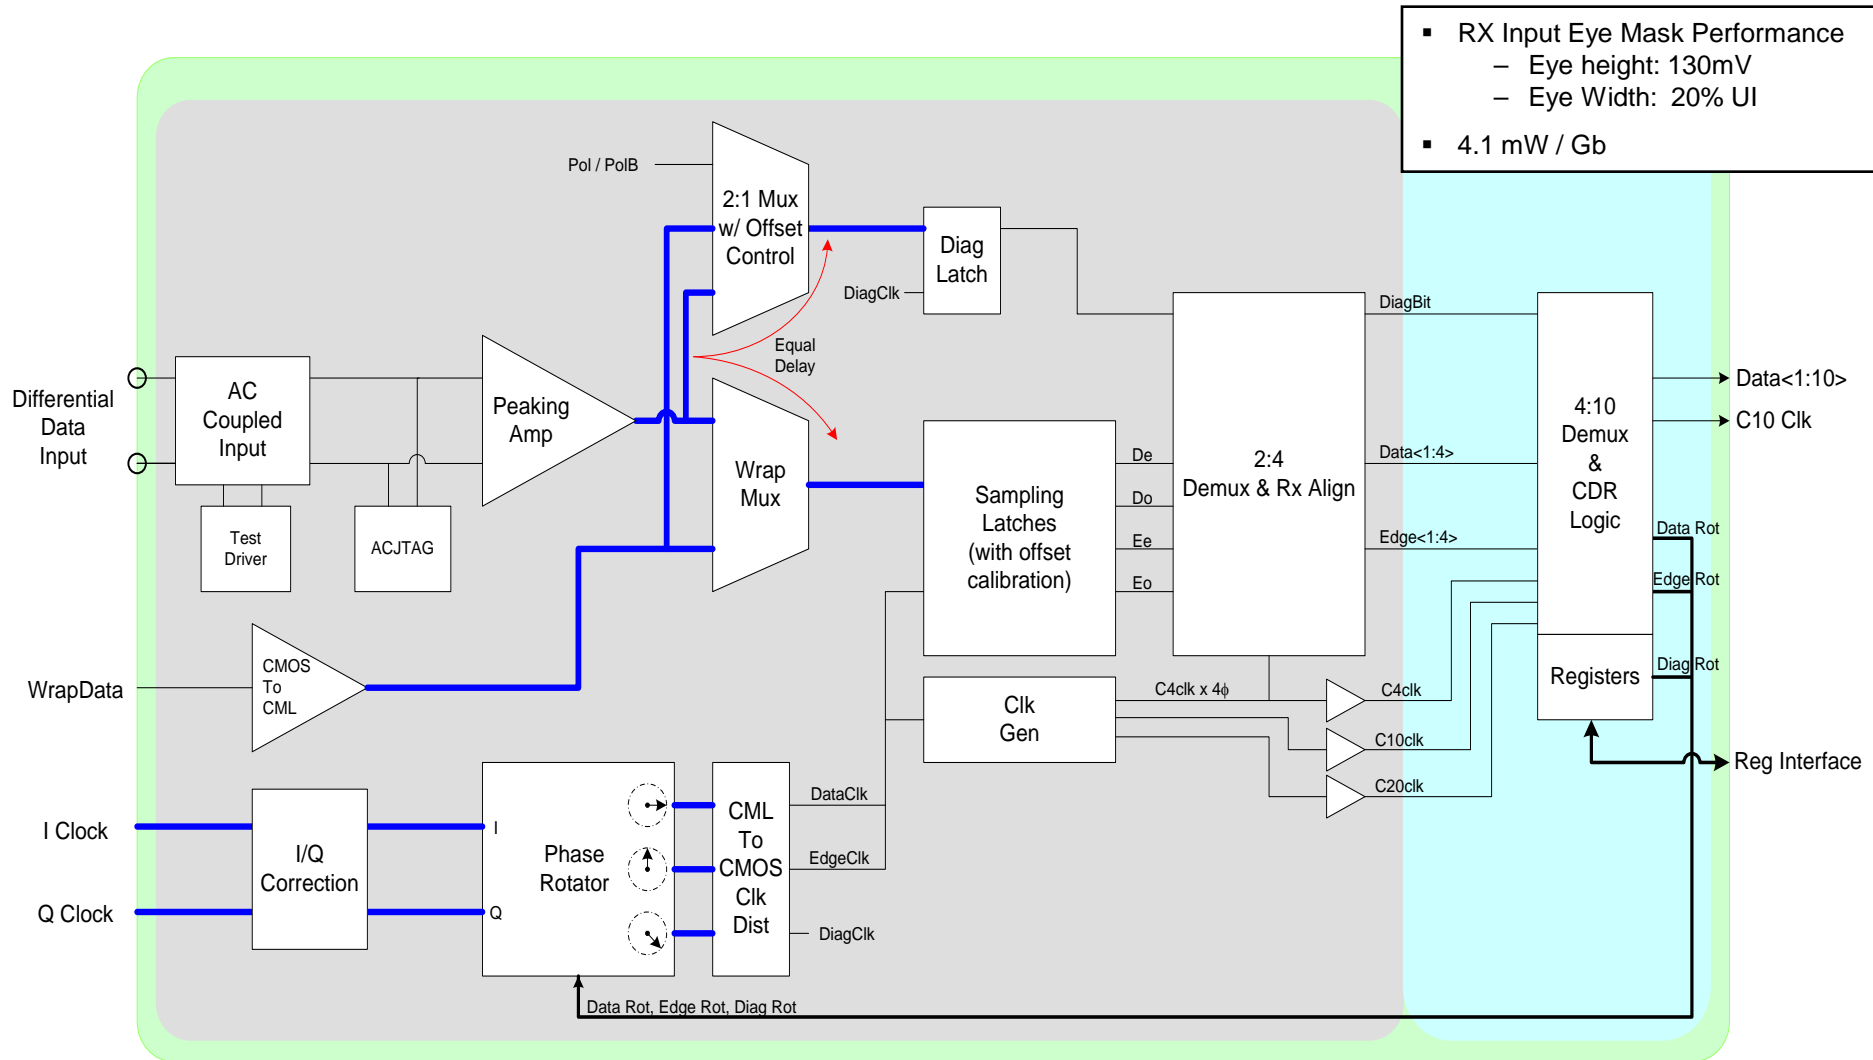 ▪ RX Input Eye Mask Performance
– Eye height: 130mV
– Eye Width: 20% UI
▪ 4.1 mW / Gb
Pol / PolB
2:1 Mux
w/ Offset
Control
Diag
Latch
DiagClk
Equal
Delay
Differential
Data
Input
AC
Coupled
Input
Test
Driver
ACJTAG
Peaking
Amp
Wrap
Mux
Sampling
Latches
(with offset
calibration)
De
Do
Ee
Eo
2:4
Demux & Rx Align
DiagBit
Data<1:4>
Edge<1:4>
4:10
Demux
&
CDR
Logic
Registers
Data<1:10>
C10 Clk
Data Rot
Edge Rot
Diag Rot
Reg Interface
WrapData
CMOS
To
CML
Clk
Gen
C4clk x 4ϕ
C4clk
C10clk
C20clk
I Clock
Q Clock
I/Q
Correction
I
Q
Phase
Rotator
CML
To
CMOS
Clk
Dist
DataClk
EdgeClk
DiagClk
Data Rot, Edge Rot, Diag Rot